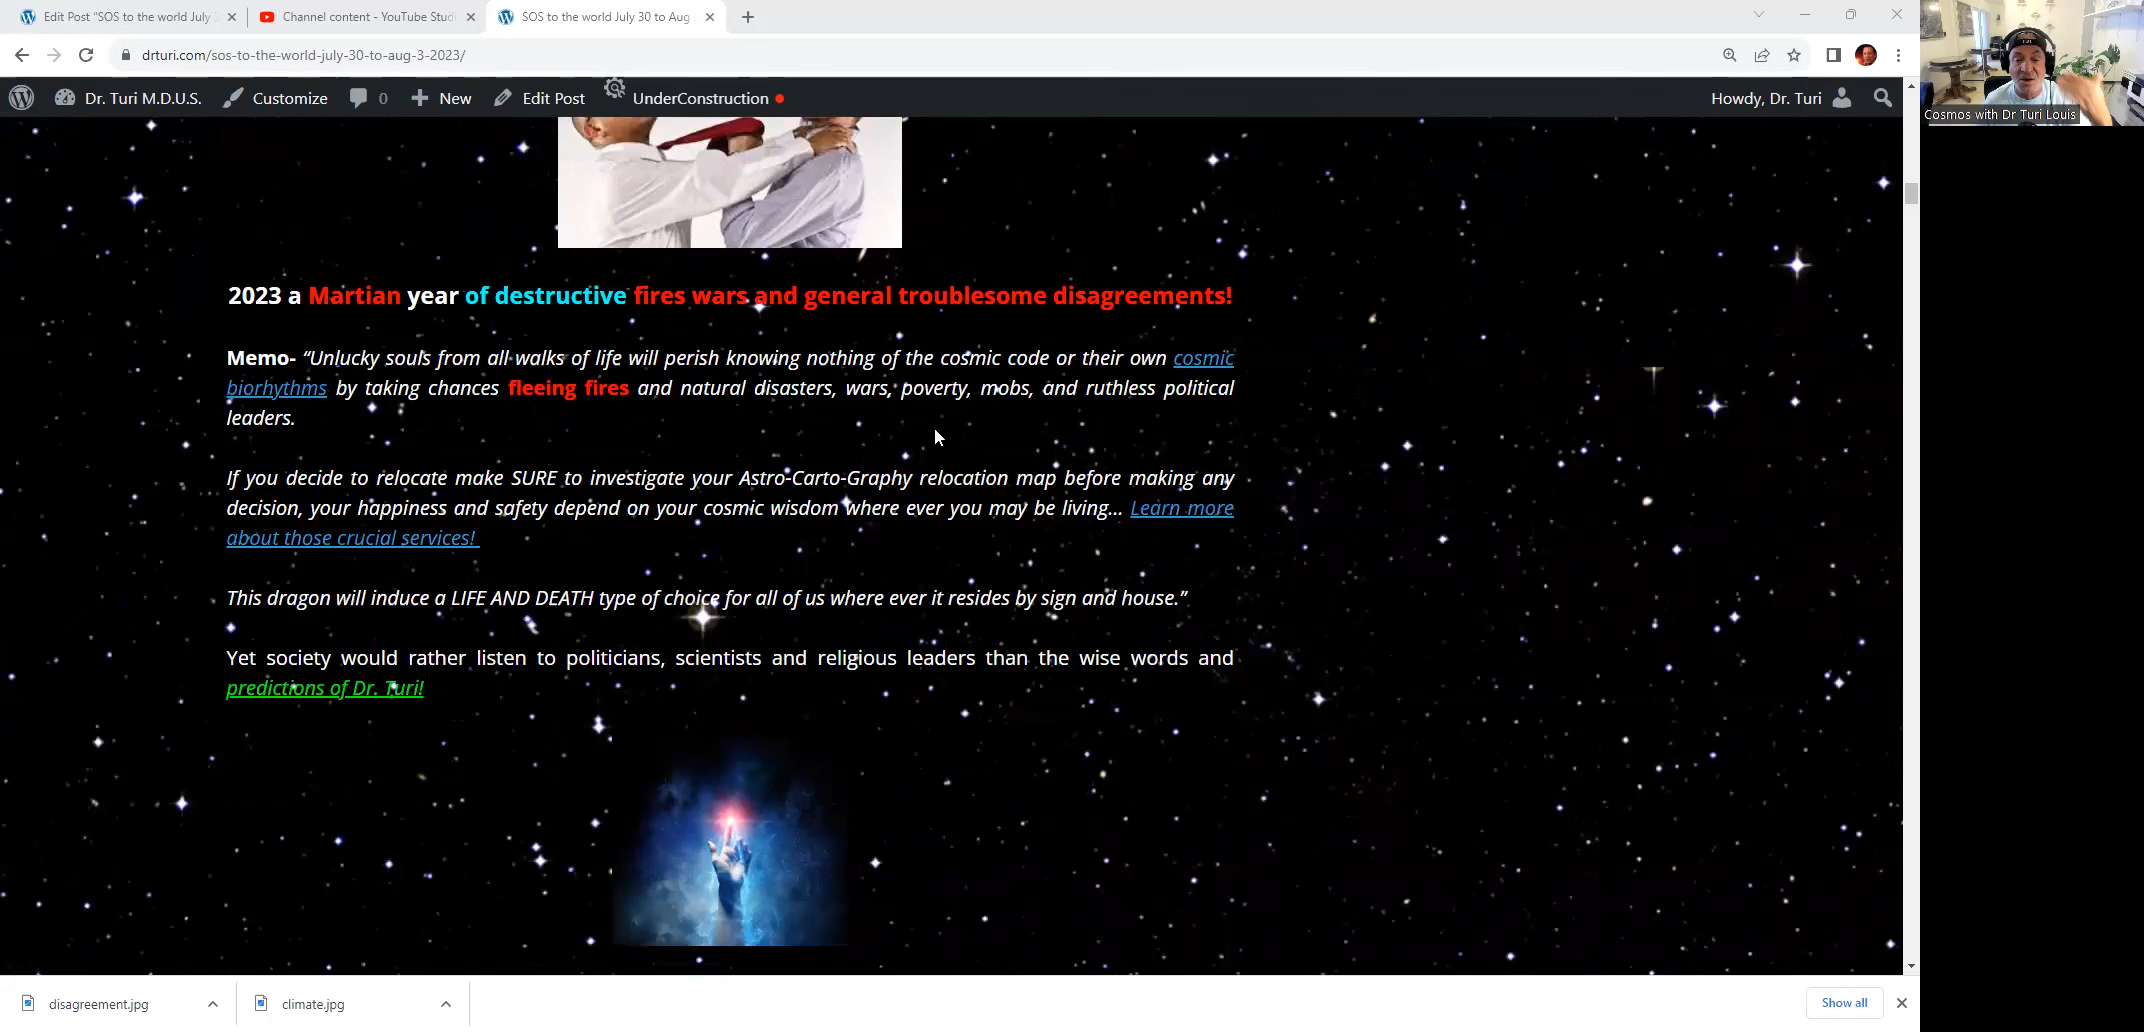 Edit Post "SOS to the world July
Channel content - YouTube Stud
SOS to the world July 30 to Aug
drturi.com/sos-to-the-world-july-30-to-aug-3-2023/
Dr. Turi M.D.U.S.
Customize
0
New
Edit Post
UnderConstruction
Howdy, Dr. Turi
Cosmos with Dr Turi Louis
2023 a Martian year of destructive fires wars and general troublesome disagreements!
Memo- “Unlucky souls from all walks of life will perish knowing nothing of the cosmic code or their own cosmic
biorhythms by taking chances fleeing fires and natural disasters, wars, poverty, mobs, and ruthless political
leaders.
If you decide to relocate make SURE to investigate your Astro-Carto-Graphy relocation map before making any
decision, your happiness and safety depend on your cosmic wisdom where ever you may be living... Learn more
about those crucial services!
This dragon will induce a LIFE AND DEATH type of choice for all of us where ever it resides by sign and house.”
Yet society would rather listen to politicians, scientists and religious leaders than the wise words and
predictions of Dr. Turi!
disagreement.jpg
climate.jpg
Show all